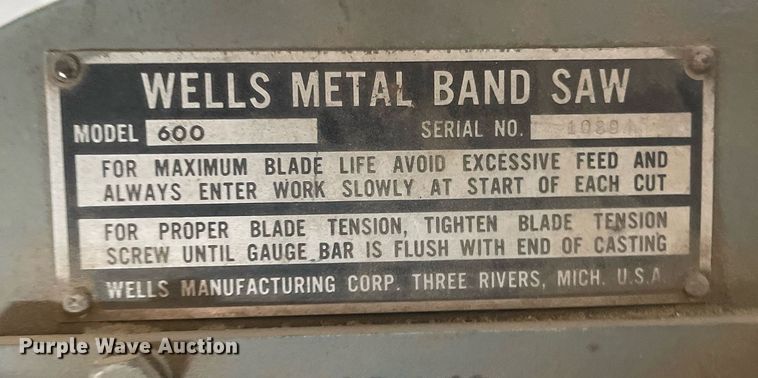 WELLS METAL BAND SAW
MODEL 600 SERIAL NO.
FOR MAXIMUM BLADE LIFE AVOID EXCESSIVE FEED AND
ALWAYS ENTER WORK SLOWLY AT START OF EACH CUT
FOR PROPER BLADE TENSION, TIGHTEN BLADE TENSION
SCREW UNTIL GAUGE BAR IS FLUSH WITH END OF CASTING
WELLS MANUFACTURING CORP. THREE RIVERS, MICH. U.S.A.
Purple Wave Auction